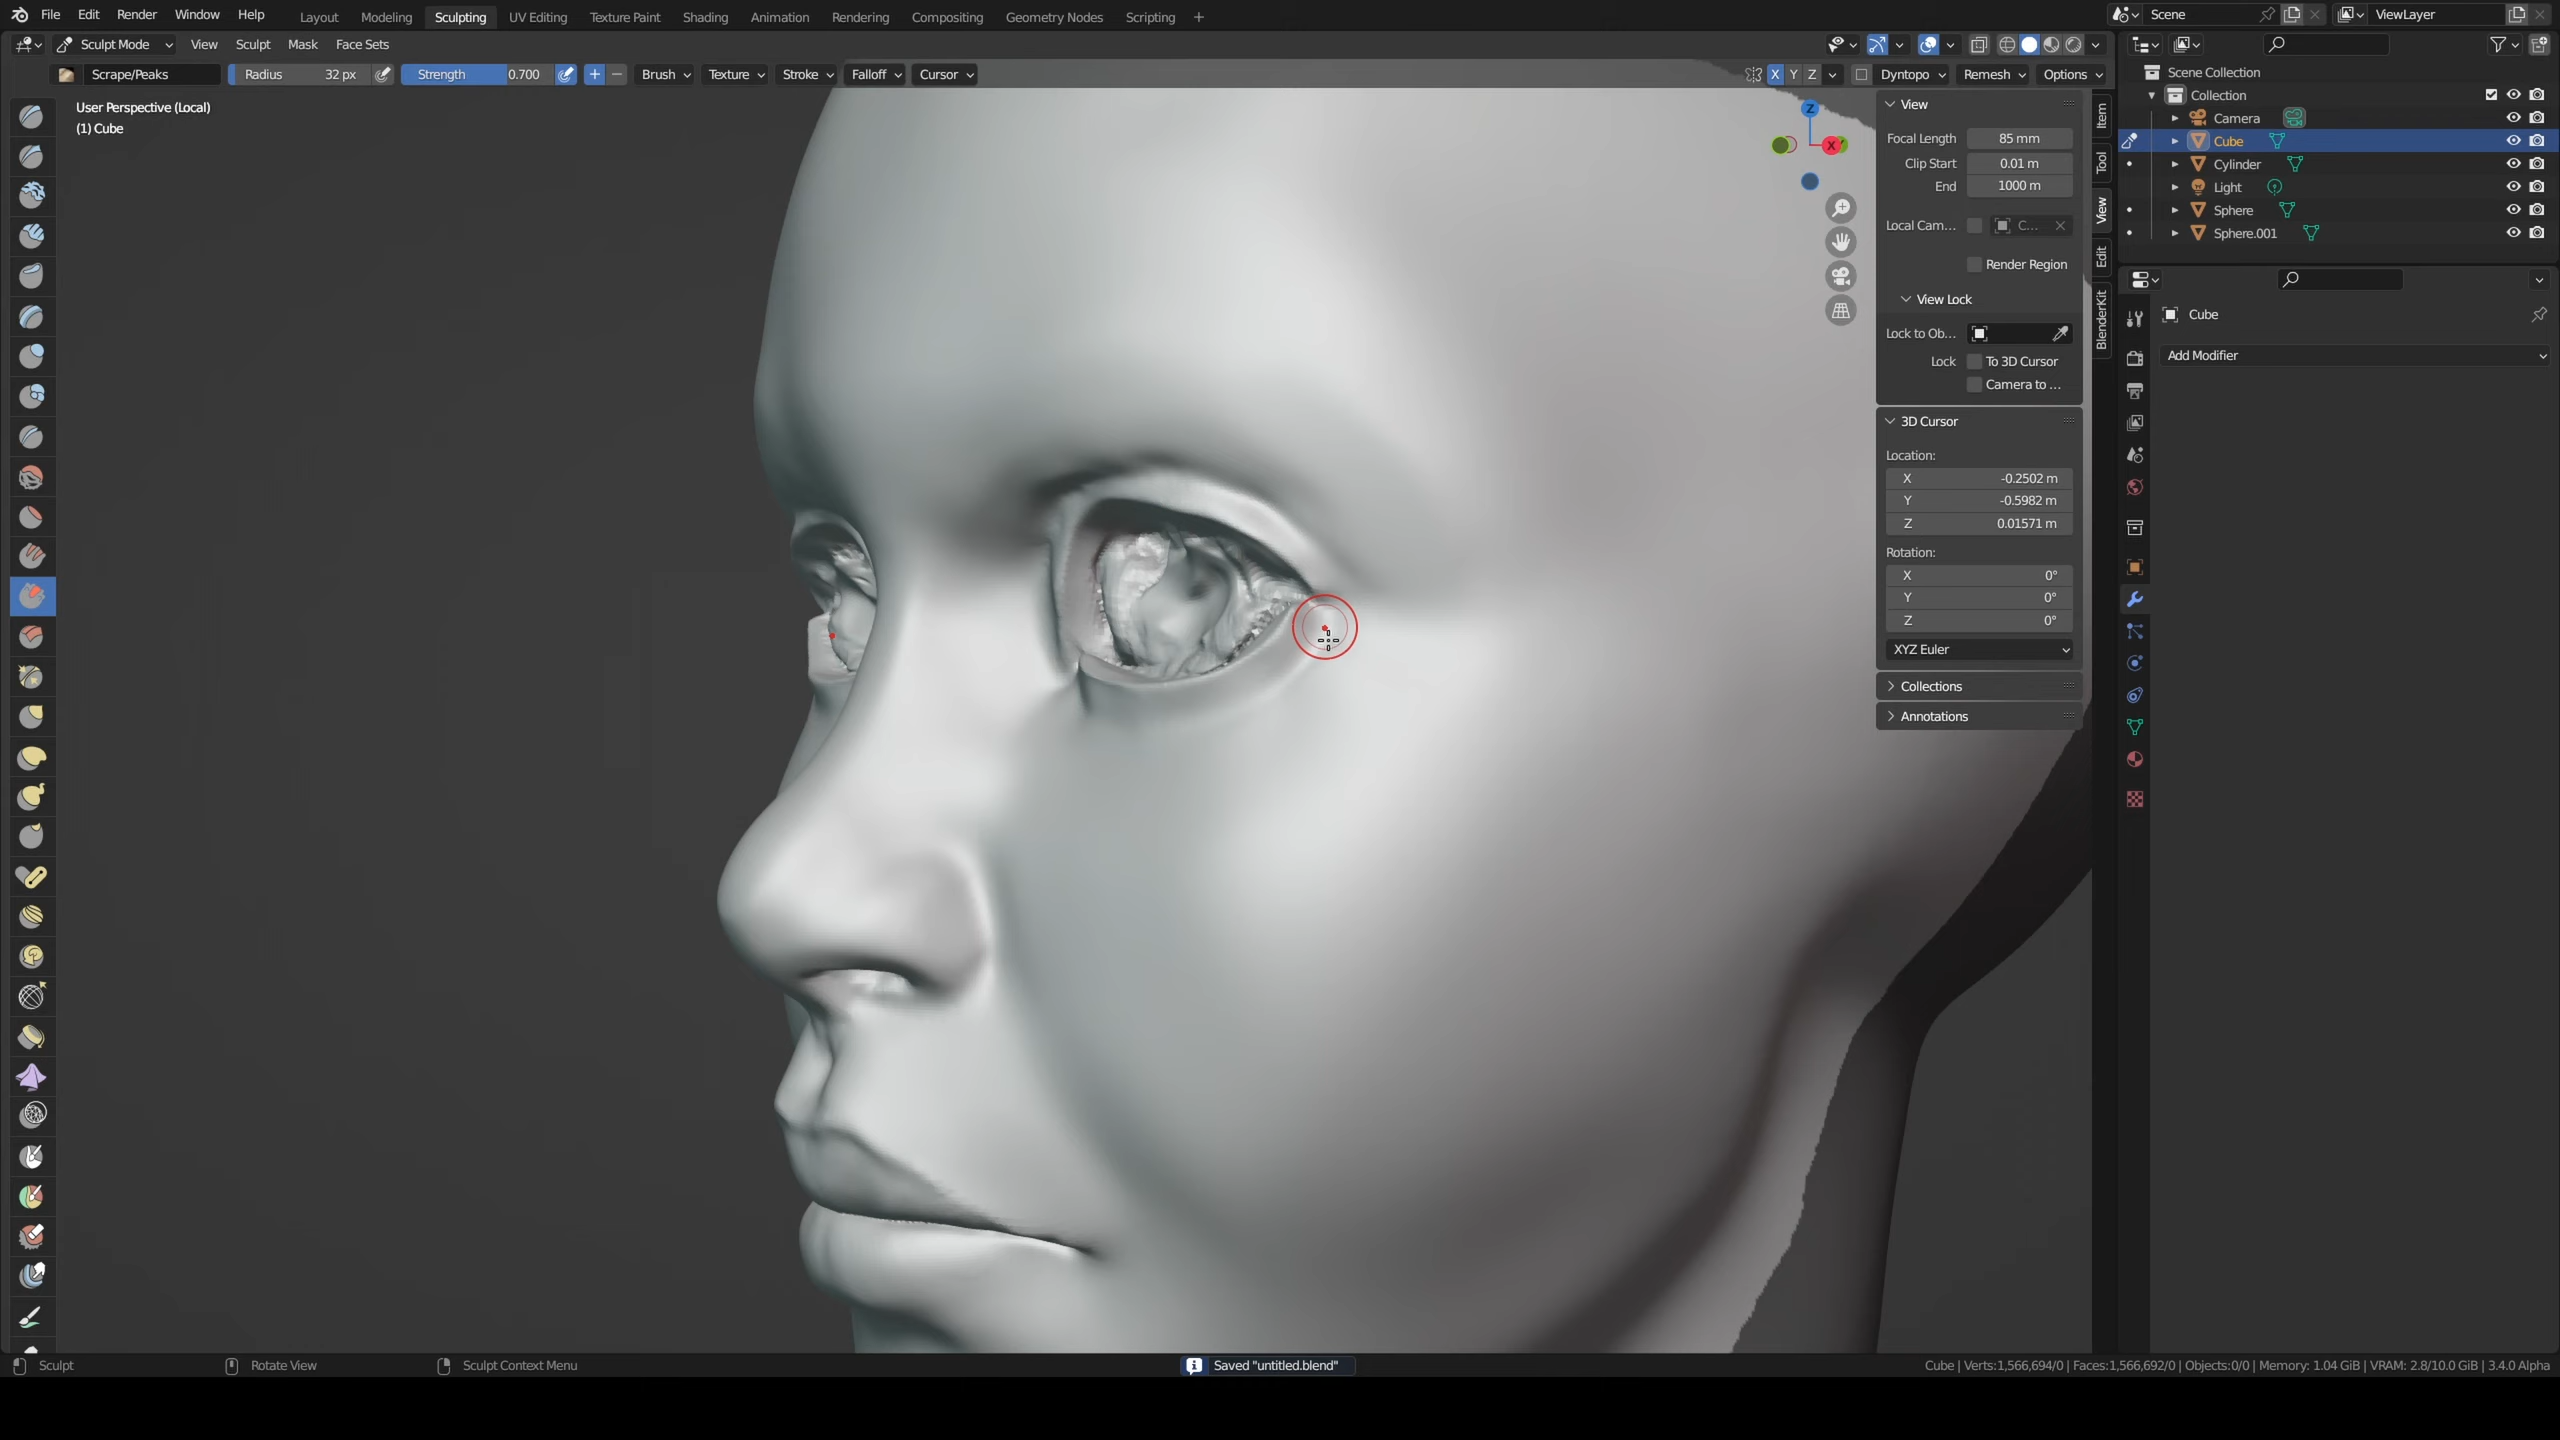 File Edit Render Window Help Layout Modeling Sculpting UV Editing Texture Paint Shading Animation Rendering Compositing Geometry Nodes Scripting + Scene ViewLayer
Sculpt Mode View Sculpt Mask Face Sets
Scrape/Peaks Radius 32 px Strength 0.700 + − Brush Texture Stroke Falloff Cursor X Y Z Dyntopo Remesh Options
User Perspective (Local)
(1) Cube
Z
X
View
Focal Length 85 mm
Clip Start 0.01 m
End 1000 m
Local Cam... C...
Render Region
View Lock
Lock to Ob...
Lock To 3D Cursor
Camera to ...
3D Cursor
Location:
X -0.2502 m
Y -0.5982 m
Z 0.01571 m
Rotation:
X 0°
Y 0°
Z 0°
XYZ Euler
Collections
Annotations
Item
Tool
View
Edit
BlenderKit
Scene Collection
Collection
Camera
Cube
Cylinder
Light
Sphere
Sphere.001
Cube
Add Modifier
Sculpt Rotate View Sculpt Context Menu Saved "untitled.blend" Cube | Verts:1,566,694/0 | Faces:1,566,692/0 | Objects:0/0 | Memory: 1.04 GiB | VRAM: 2.8/10.0 GiB | 3.4.0 Alpha